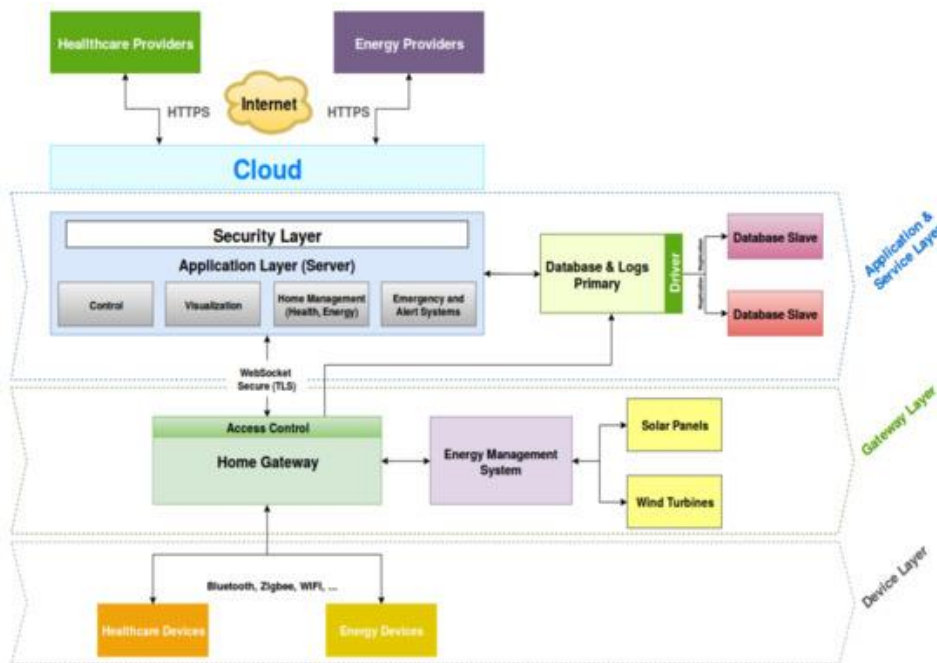 Healthcare Providers
Energy Providers
HTTPS
Internet
HTTPS
Cloud
Security Layer
Application Layer (Server)
Control
Visualization
Home Management
(Health, Energy)
Emergency and
Alert Systems
Database & Logs
Primary
Driver
Replication
Replication
Database Slave
Database Slave
Application &
Service Layer
WebSocket
Secure (TLS)
Access Control
Home Gateway
Energy Management
System
Solar Panels
Wind Turbines
Gateway Layer
Bluetooth, Zigbee, WIFI, ...
Healthcare Devices
Energy Devices
Device Layer